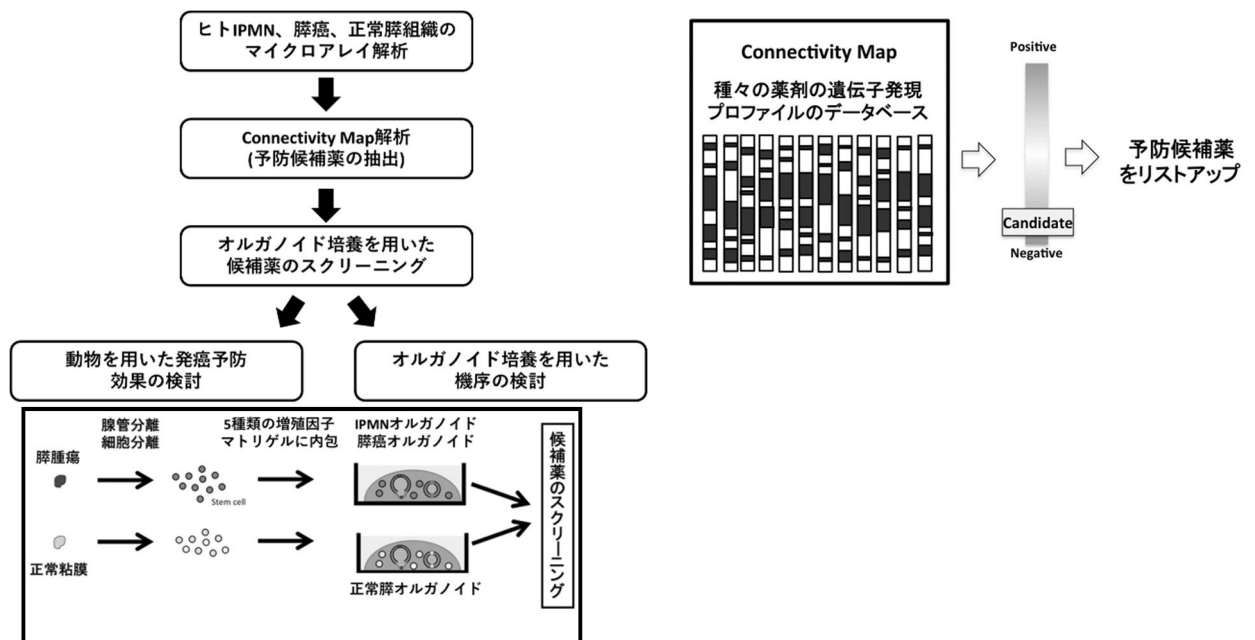 ヒトIPMN、膵癌、正常膵組織の
マイクロアレイ解析
Connectivity Map解析
(予防候補薬の抽出)
オルガノイド培養を用いた
候補薬のスクリーニング
動物を用いた発癌予防
効果の検討
オルガノイド培養を用いた
機序の検討
Connectivity Map
種々の薬剤の遺伝子発現
プロファイルのデータベース
Positive
Candidate
Negative
予防候補薬
をリストアップ
腺管分離
細胞分離
5種類の増殖因子
マトリゲルに内包
IPMNオルガノイド
膵癌オルガノイド
膵腫瘍
Stem cell
正常粘膜
正常膵オルガノイド
候補薬のスクリーニング